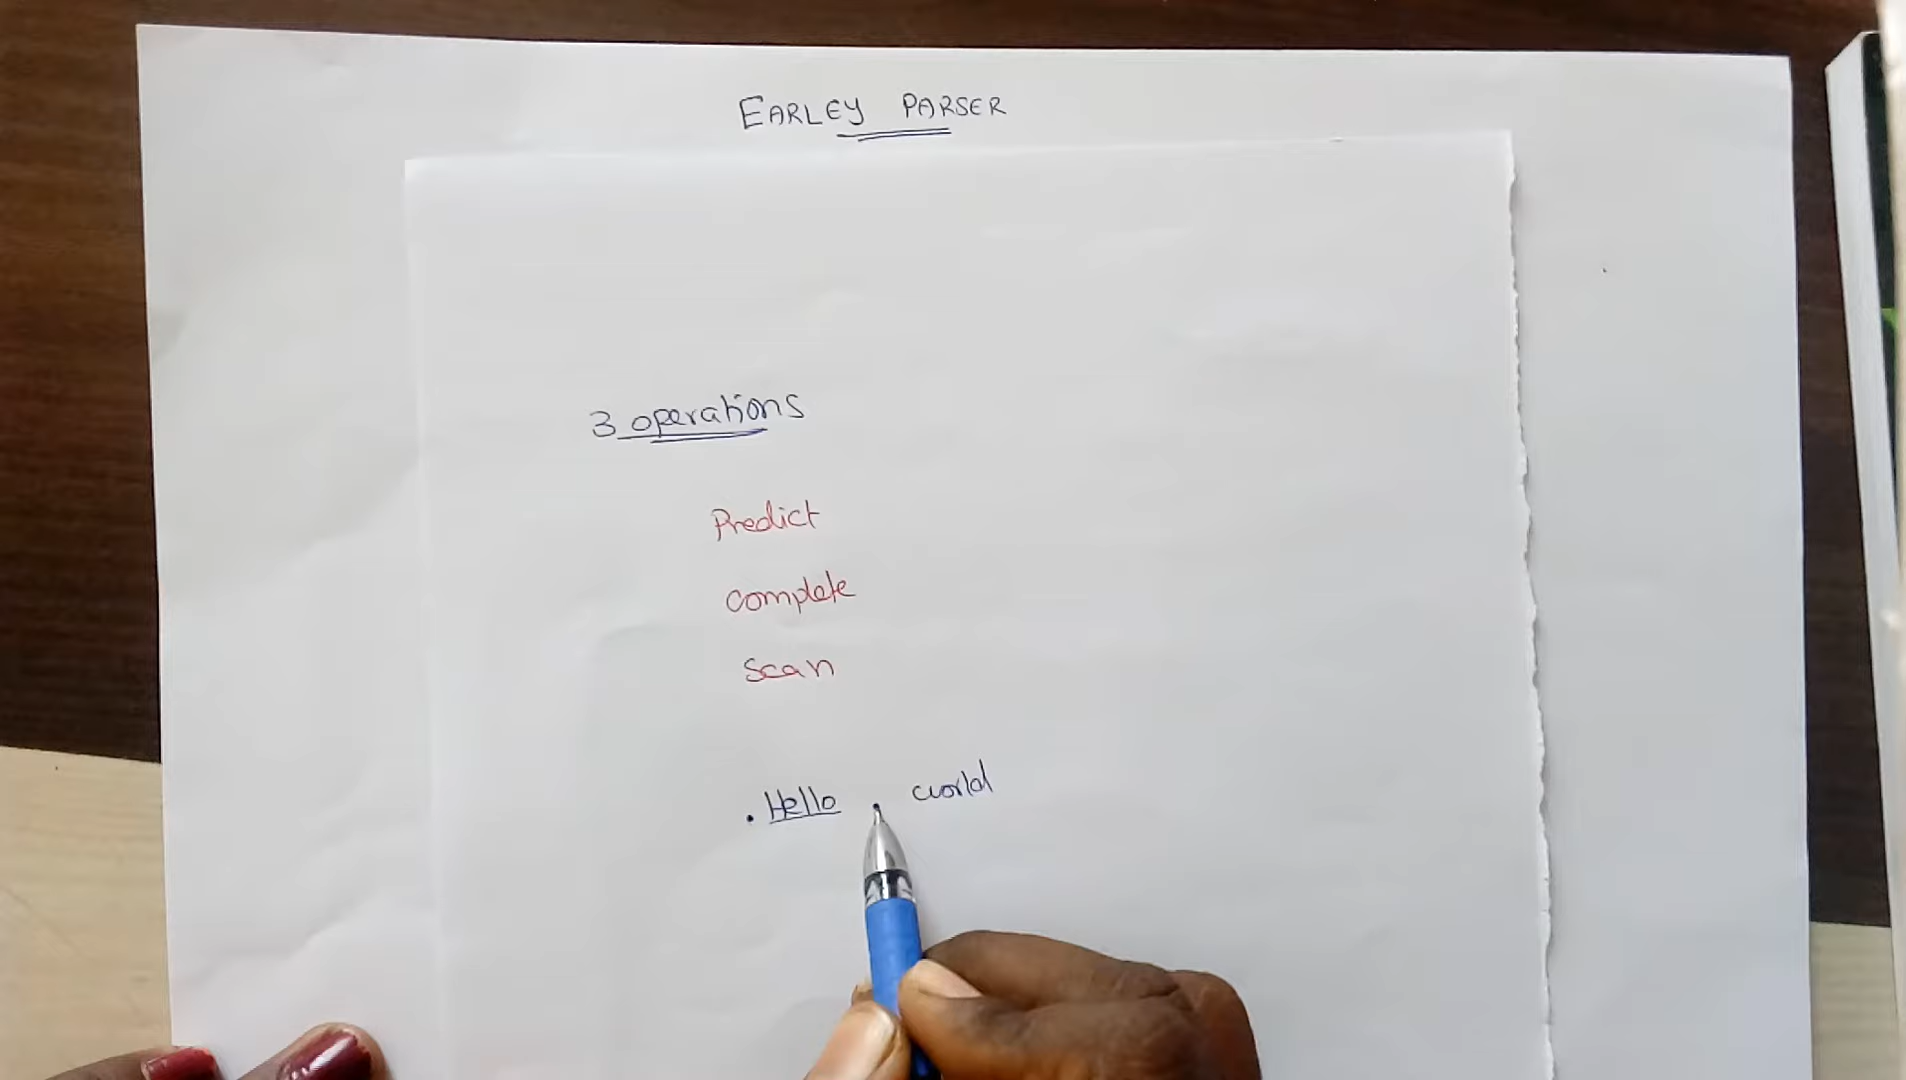 EARLEY PARSER
3 operations
Predict
complete
scan
. Hello . world